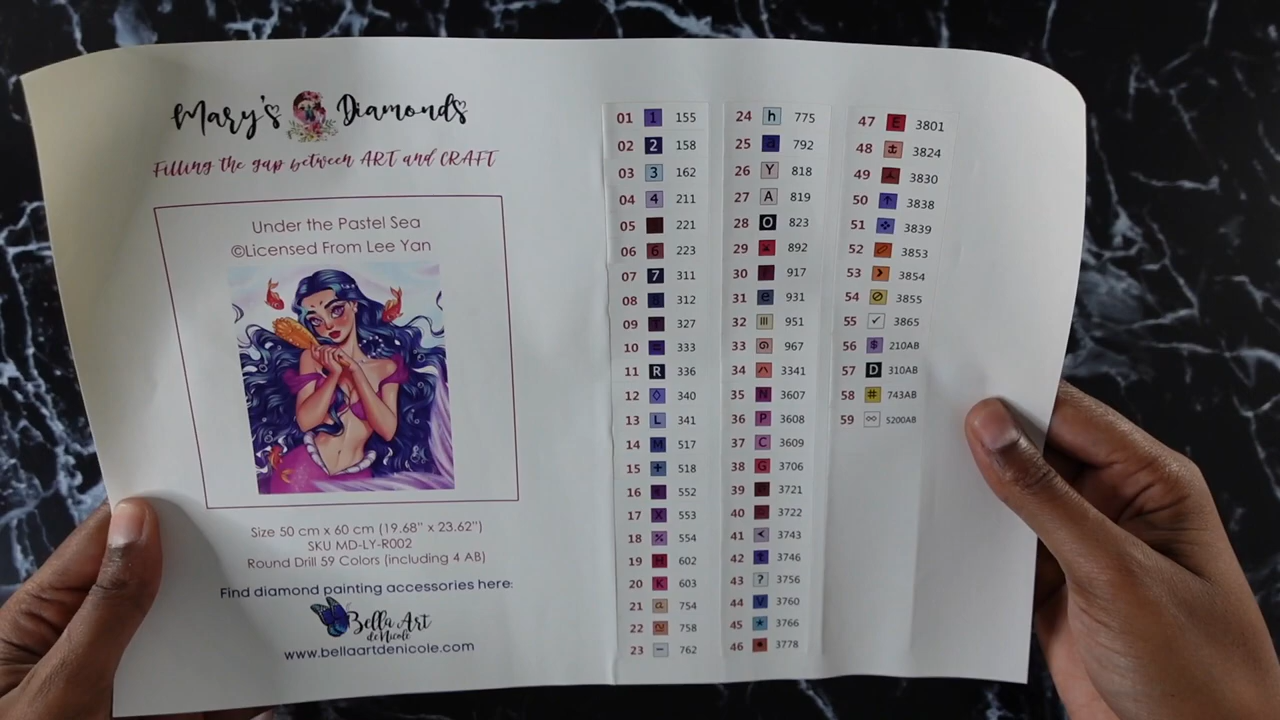 Mary's Diamonds
Filling the gap between ART and CRAFT
Under the Pastel Sea
©Licensed From Lee Yan
Size 50 cm x 60 cm (19.68" x 23.62")
SKU MD-LY-R002
Round Drill 59 Colors (including 4 AB)
Find diamond painting accessories here:
Bella Art
de Nicole
www.bellaartdenicole.com
01 1 155
02 2 158
03 3 162
04 4 211
05 221
06 6 223
07 7 311
08 8 312
09 327
10 = 333
11 R 336
12 ◊ 340
13 L 341
14 M 517
15 + 518
16 552
17 X 553
18 % 554
19 H 602
20 K 603
21 a 754
22 758
23 − 762
24 h 775
25 a 792
26 Y 818
27 A 819
28 O 823
29 892
30 917
31 e 931
32 951
33 967
34 3341
35 N 3607
36 P 3608
37 C 3609
38 G 3706
39 3721
40 3722
41 3743
42 t 3746
43 ? 3756
44 V 3760
45 ★ 3766
46 3778
47 E 3801
48 3824
49 3830
50 ↑ 3838
51 3839
52 3853
53 3854
54 ⊘ 3855
55 ✓ 3865
56 $ 210AB
57 D 310AB
58 # 743AB
59 ∞ 5200AB